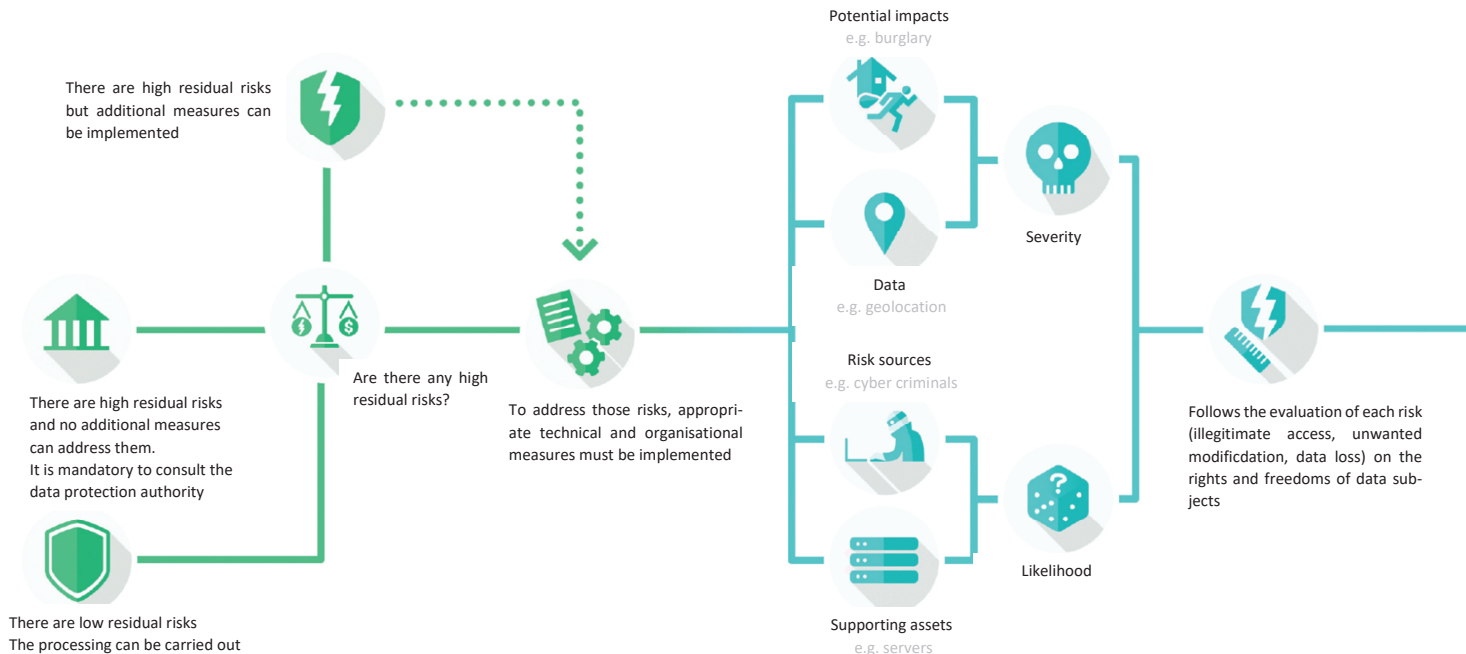 Potential impacts
e.g. burglary
There are high residual risks
but additional measures can
be implemented
Severity
Data
e.g. geolocation
Risk sources
e.g. cyber criminals
Are there any high
residual risks?
There are high residual risks
and no additional measures
can address them.
It is mandatory to consult the
data protection authority
To address those risks, appropri-
ate technical and organisational
measures must be implemented
Follows the evaluation of each risk
(illegitimate access, unwanted
modificdation, data loss) on the
rights and freedoms of data sub-
jects
Likelihood
There are low residual risks
The processing can be carried out
Supporting assets
e.g. servers